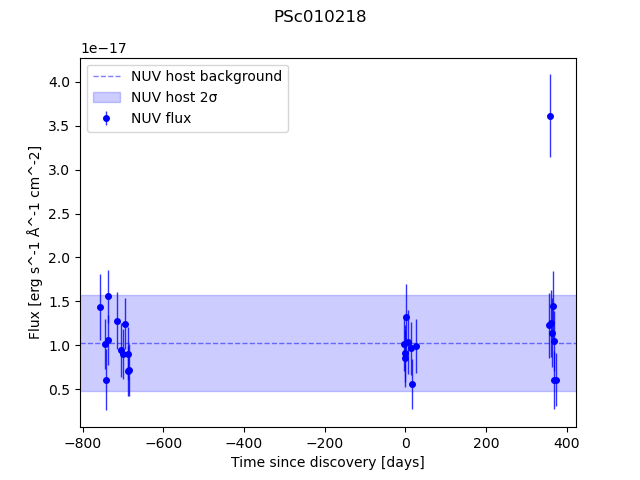 PSc010218
1e−17
NUV host background
NUV host 2σ
NUV flux
4.0
3.5
3.0
2.5
2.0
1.5
1.0
0.5
Flux [erg s^-1 Å^-1 cm^-2]
−800 −600 −400 −200 0 200 400
Time since discovery [days]